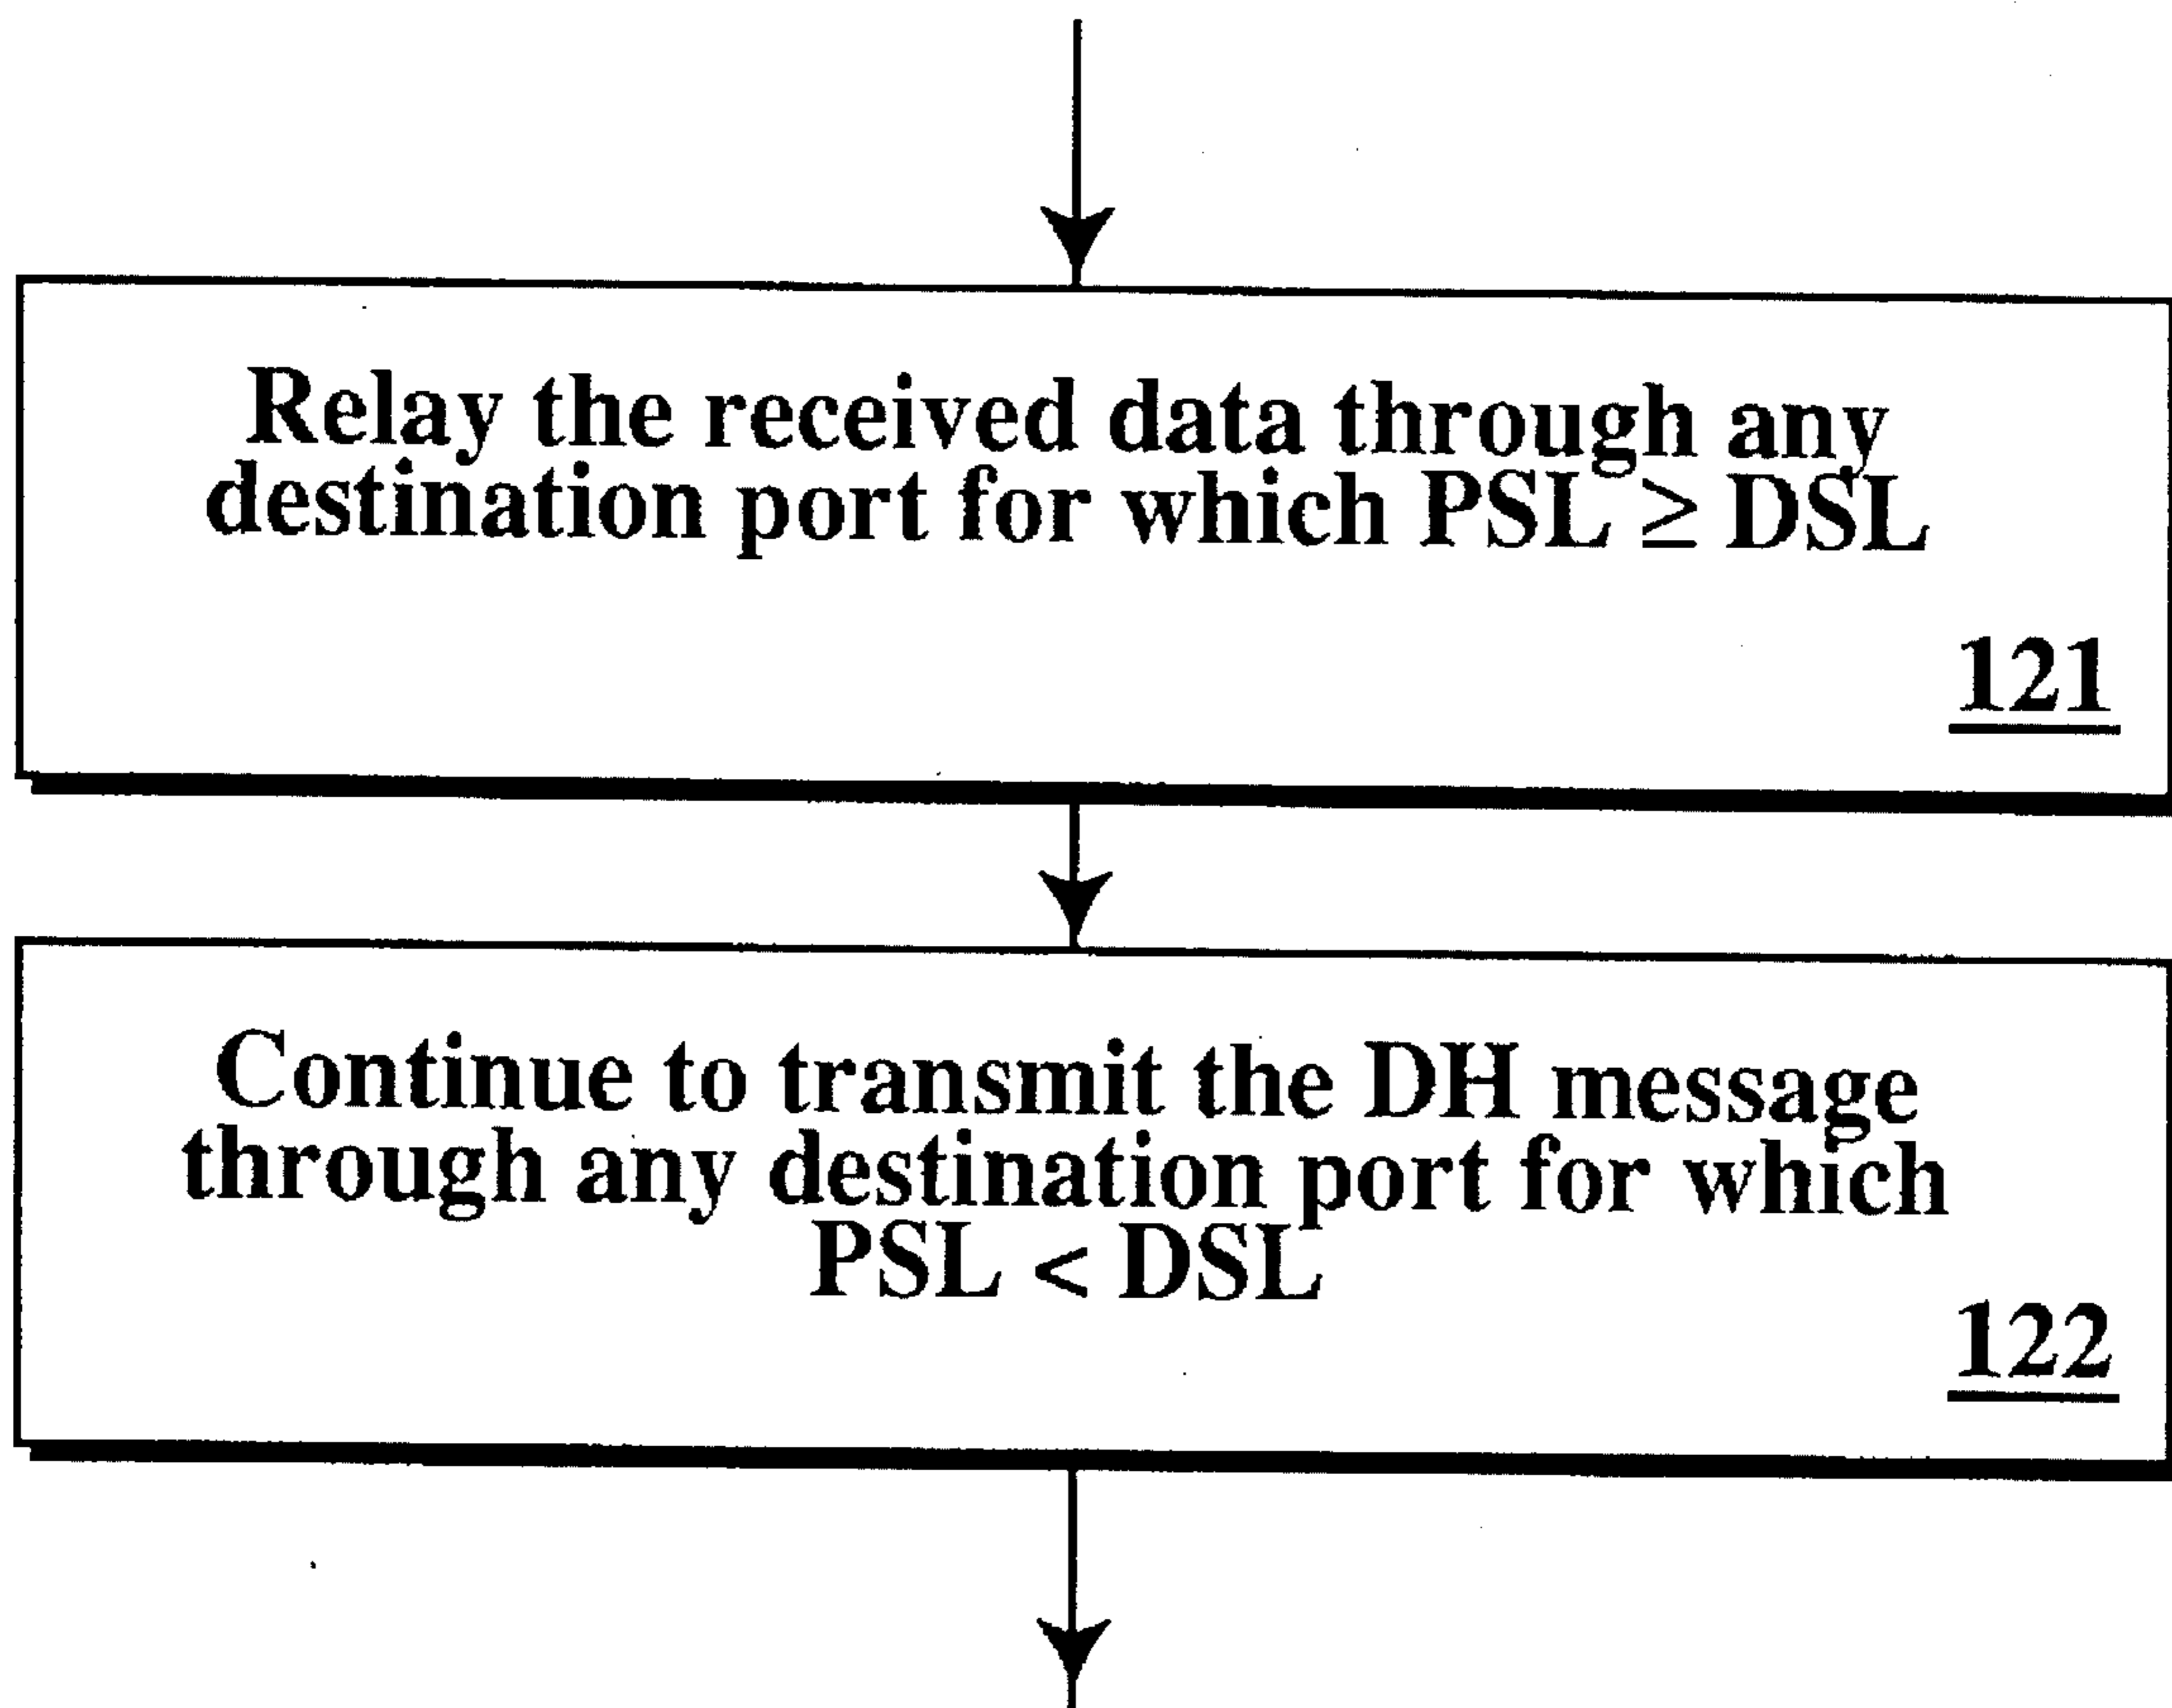 Relay the received data through any
destination port for which PSL ≥ DSL
121
Continue to transmit the DH message
through any destination port for which
PSL < DSL
122